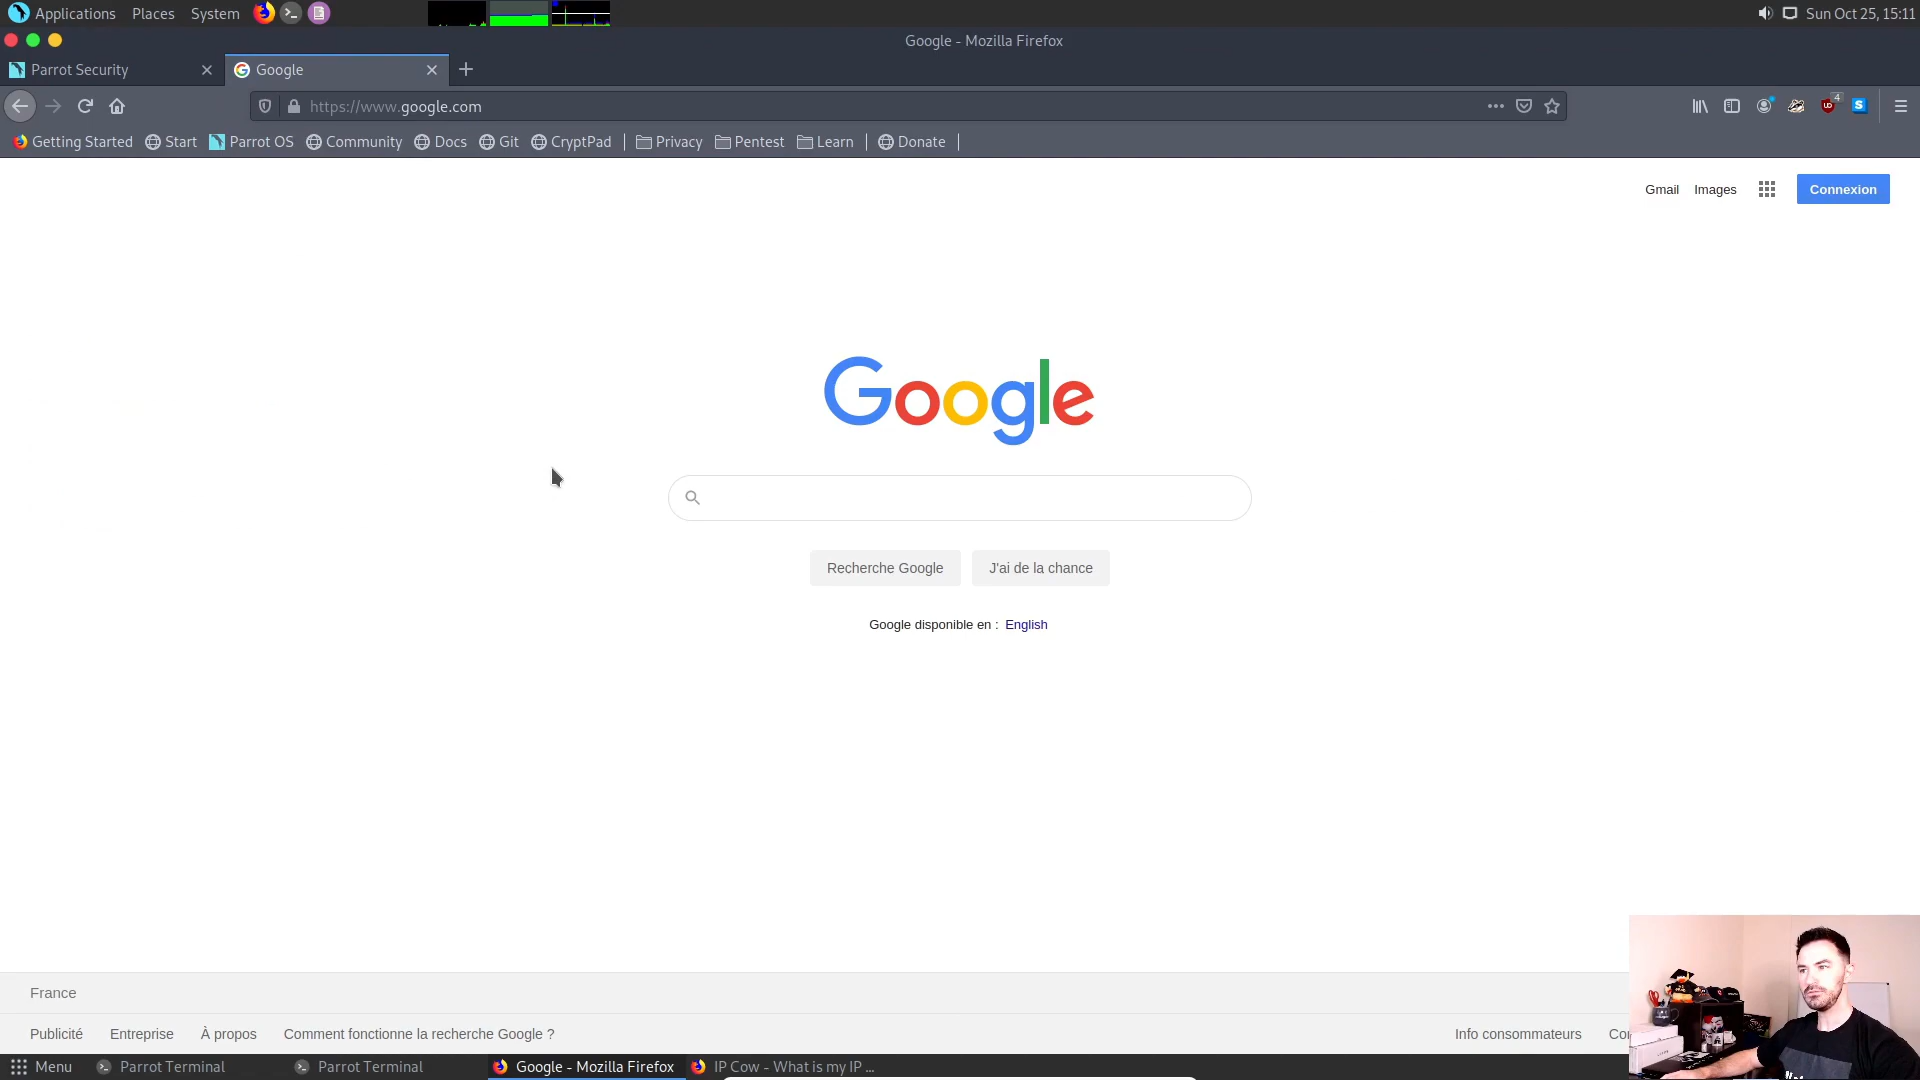 Applications Places System Sun Oct 25, 15:11
Google - Mozilla Firefox
Parrot Security Google
https://www.google.com 4
Getting Started Start Parrot OS Community Docs Git CryptPad Privacy Pentest Learn Donate
Gmail Images Connexion
Google
Recherche Google J'ai de la chance
Google disponible en : English
France
Publicité Entreprise À propos Comment fonctionne la recherche Google ? Info consommateurs
Menu Parrot Terminal Parrot Terminal Google - Mozilla Firefox IP Cow - What is my IP ...